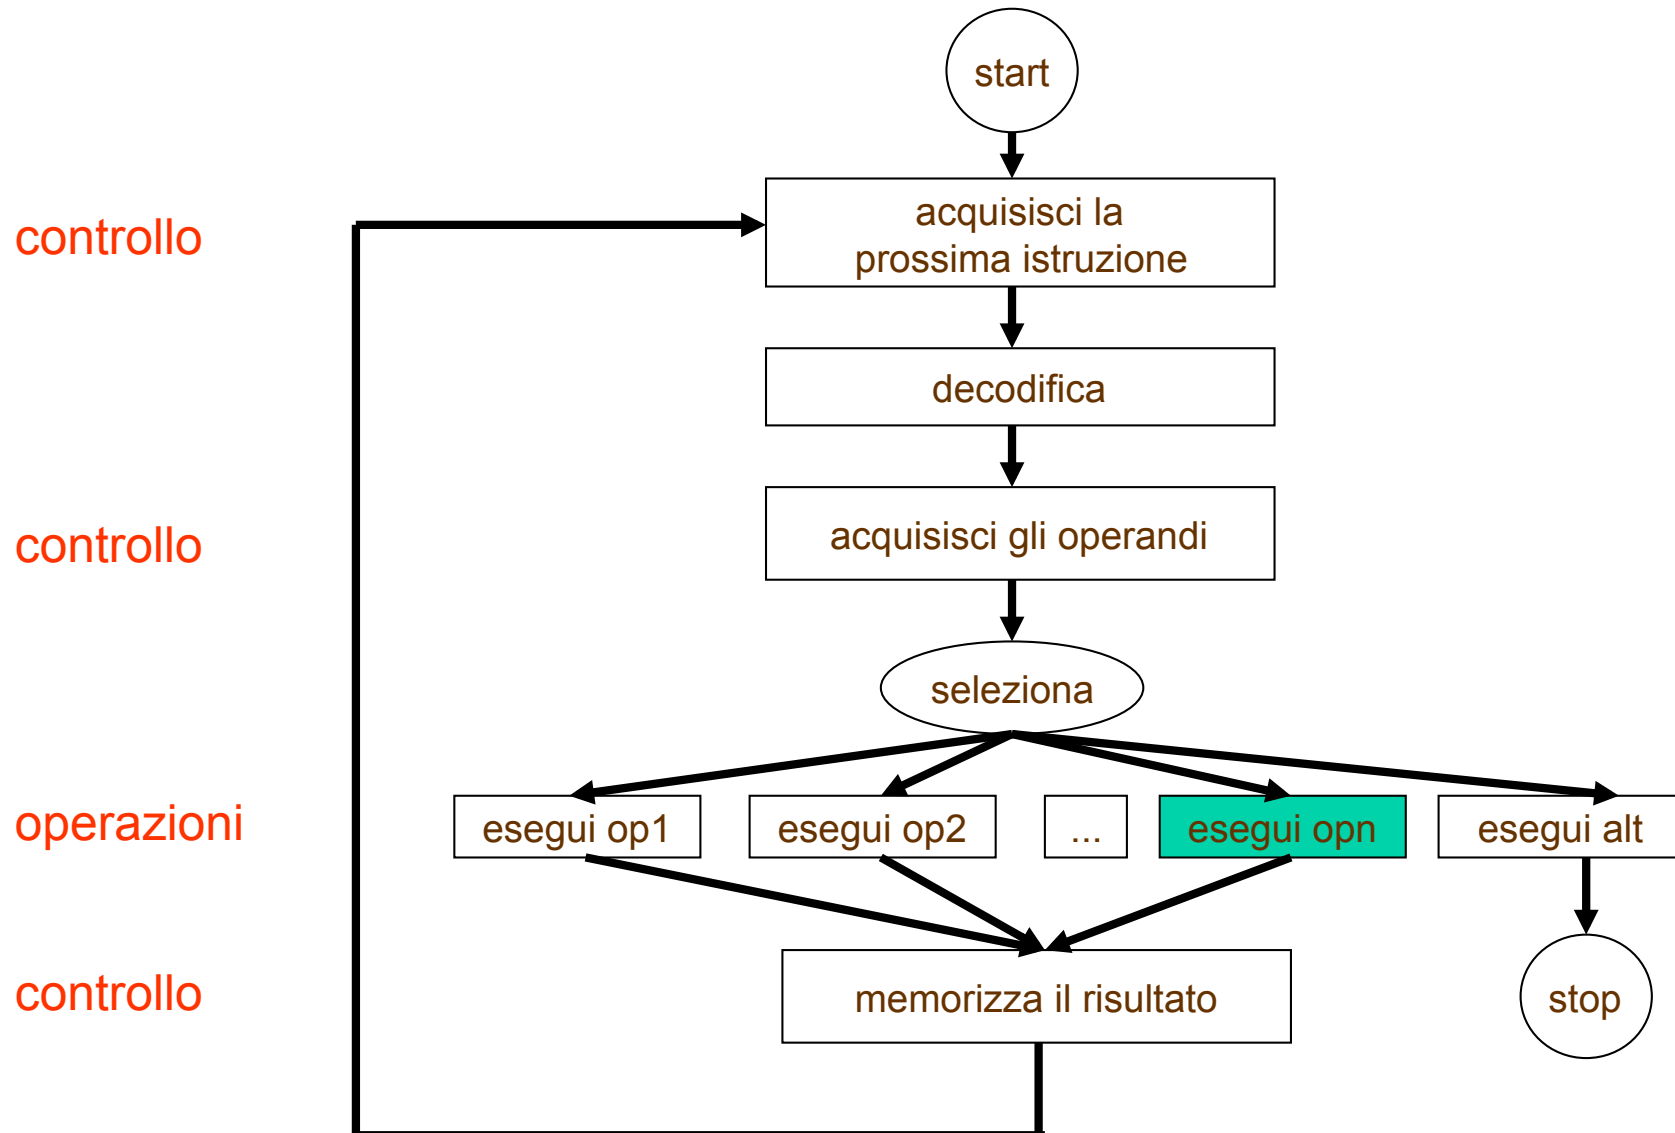 start
controllo
acquisisci la
prossima istruzione
decodifica
controllo
acquisisci gli operandi
seleziona
operazioni
esegui op1
esegui op2
...
esegui opn
esegui alt
controllo
memorizza il risultato
stop